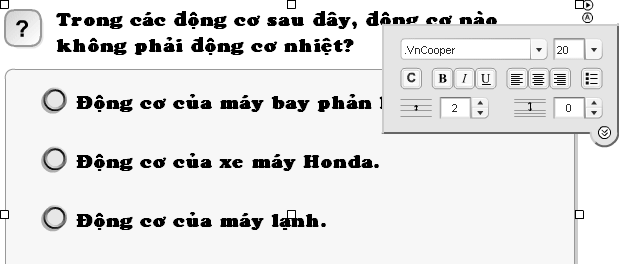 ? Trong các động cơ sau đây, động cơ nào
không phải động cơ nhiệt?
.VnCooper 20
C B I U
2 0
Động cơ của máy bay phản
Động cơ của xe máy Honda.
Động cơ của máy lạnh.